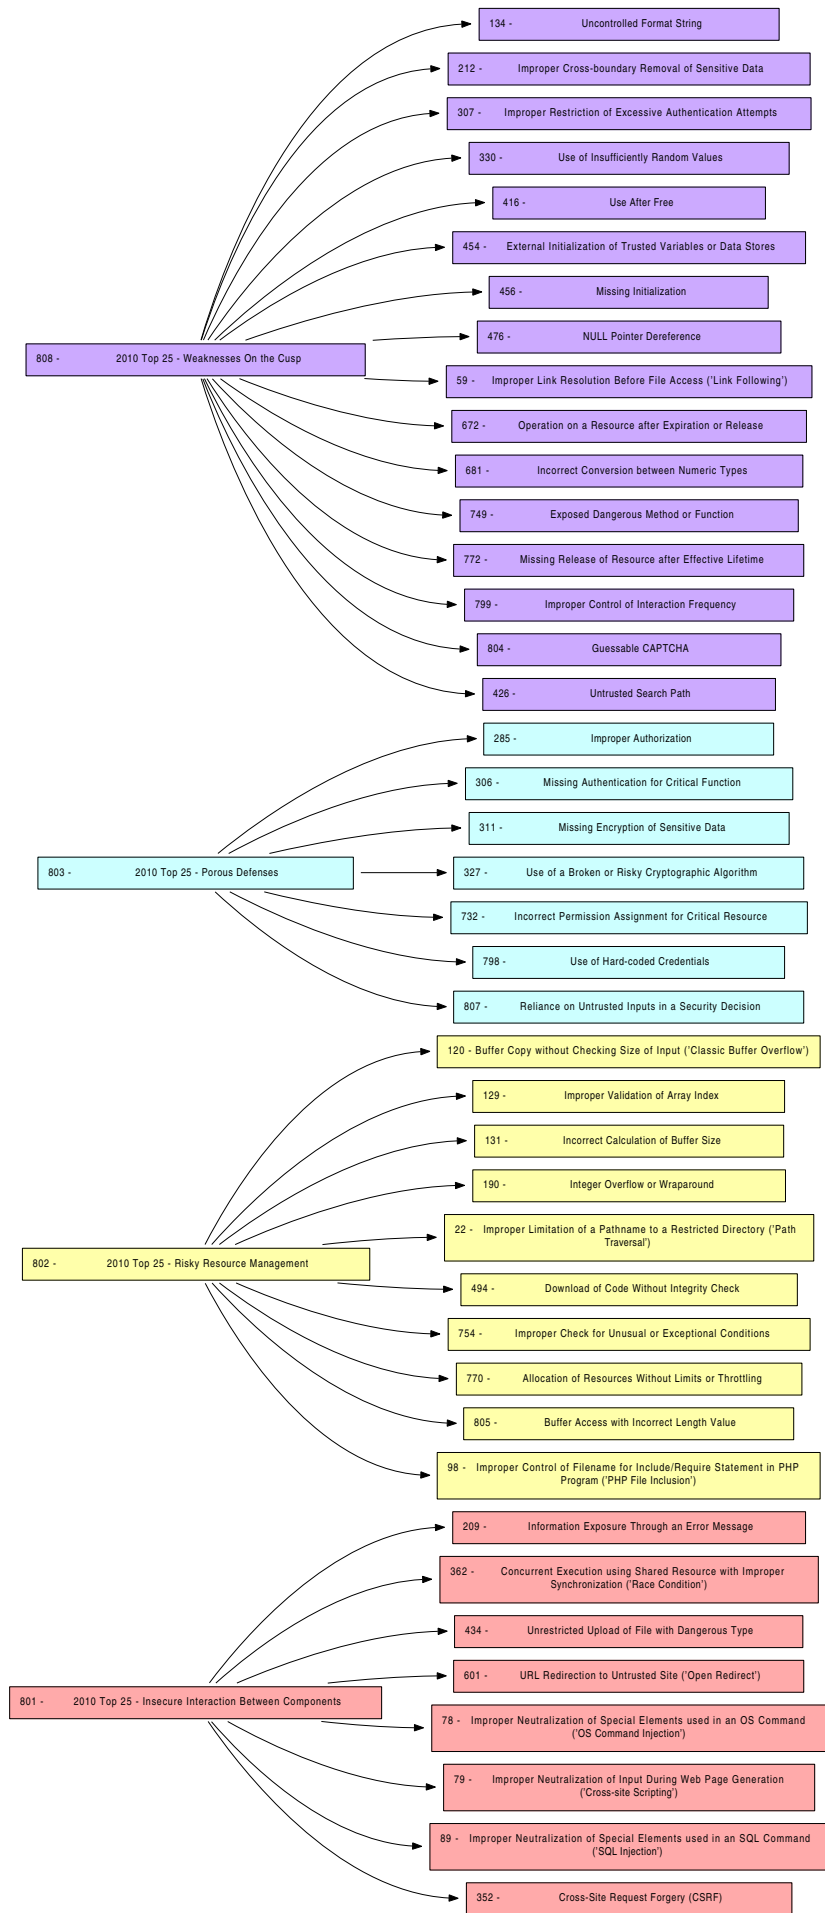 134 - Uncontrolled Format String
212 - Improper Cross-boundary Removal of Sensitive Data
307 - Improper Restriction of Excessive Authentication Attempts
330 - Use of Insufficiently Random Values
416 - Use After Free
454 - External Initialization of Trusted Variables or Data Stores
456 - Missing Initialization
476 - NULL Pointer Dereference
808 - 2010 Top 25 - Weaknesses On the Cusp
59 - Improper Link Resolution Before File Access ('Link Following')
672 - Operation on a Resource after Expiration or Release
681 - Incorrect Conversion between Numeric Types
749 - Exposed Dangerous Method or Function
772 - Missing Release of Resource after Effective Lifetime
799 - Improper Control of Interaction Frequency
804 - Guessable CAPTCHA
426 - Untrusted Search Path
285 - Improper Authorization
306 - Missing Authentication for Critical Function
311 - Missing Encryption of Sensitive Data
803 - 2010 Top 25 - Porous Defenses
327 - Use of a Broken or Risky Cryptographic Algorithm
732 - Incorrect Permission Assignment for Critical Resource
798 - Use of Hard-coded Credentials
807 - Reliance on Untrusted Inputs in a Security Decision
120 - Buffer Copy without Checking Size of Input ('Classic Buffer Overflow')
129 - Improper Validation of Array Index
131 - Incorrect Calculation of Buffer Size
190 - Integer Overflow or Wraparound
22 - Improper Limitation of a Pathname to a Restricted Directory ('Path
Traversal')
802 - 2010 Top 25 - Risky Resource Management
494 - Download of Code Without Integrity Check
754 - Improper Check for Unusual or Exceptional Conditions
770 - Allocation of Resources Without Limits or Throttling
805 - Buffer Access with Incorrect Length Value
98 - Improper Control of Filename for Include/Require Statement in PHP
Program ('PHP File Inclusion')
209 - Information Exposure Through an Error Message
362 - Concurrent Execution using Shared Resource with Improper
Synchronization ('Race Condition')
434 - Unrestricted Upload of File with Dangerous Type
601 - URL Redirection to Untrusted Site ('Open Redirect')
801 - 2010 Top 25 - Insecure Interaction Between Components
78 - Improper Neutralization of Special Elements used in an OS Command
('OS Command Injection')
79 - Improper Neutralization of Input During Web Page Generation
('Cross-site Scripting')
89 - Improper Neutralization of Special Elements used in an SQL Command
('SQL Injection')
352 - Cross-Site Request Forgery (CSRF)